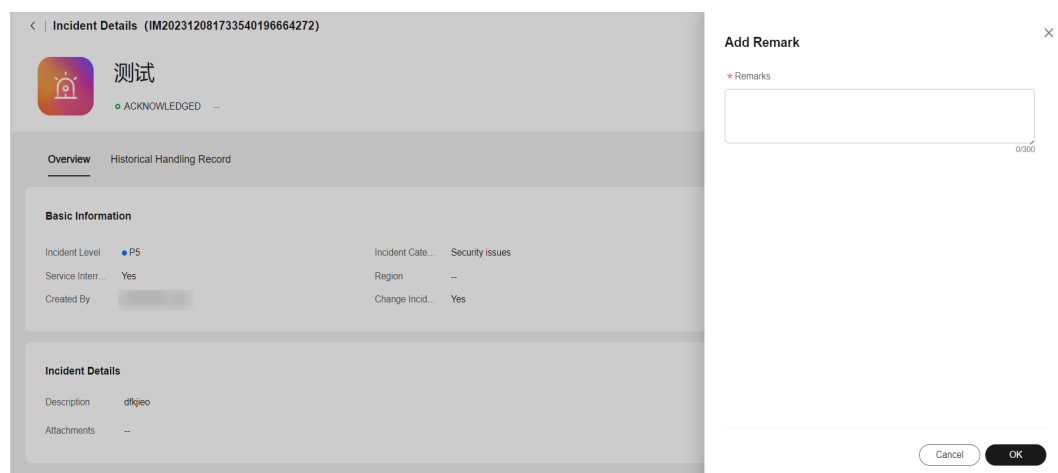 Incident Details (IM202312081733540196664272)
测试
ACKNOWLEDGED --
Overview Historical Handling Record
Basic Information
Incident Level P5 Incident Cate... Security issues
Service Interr... Yes Region --
Created By Change Incid... Yes
Incident Details
Description dfkjieo
Attachments --
Add Remark
* Remarks
0/300
Cancel OK